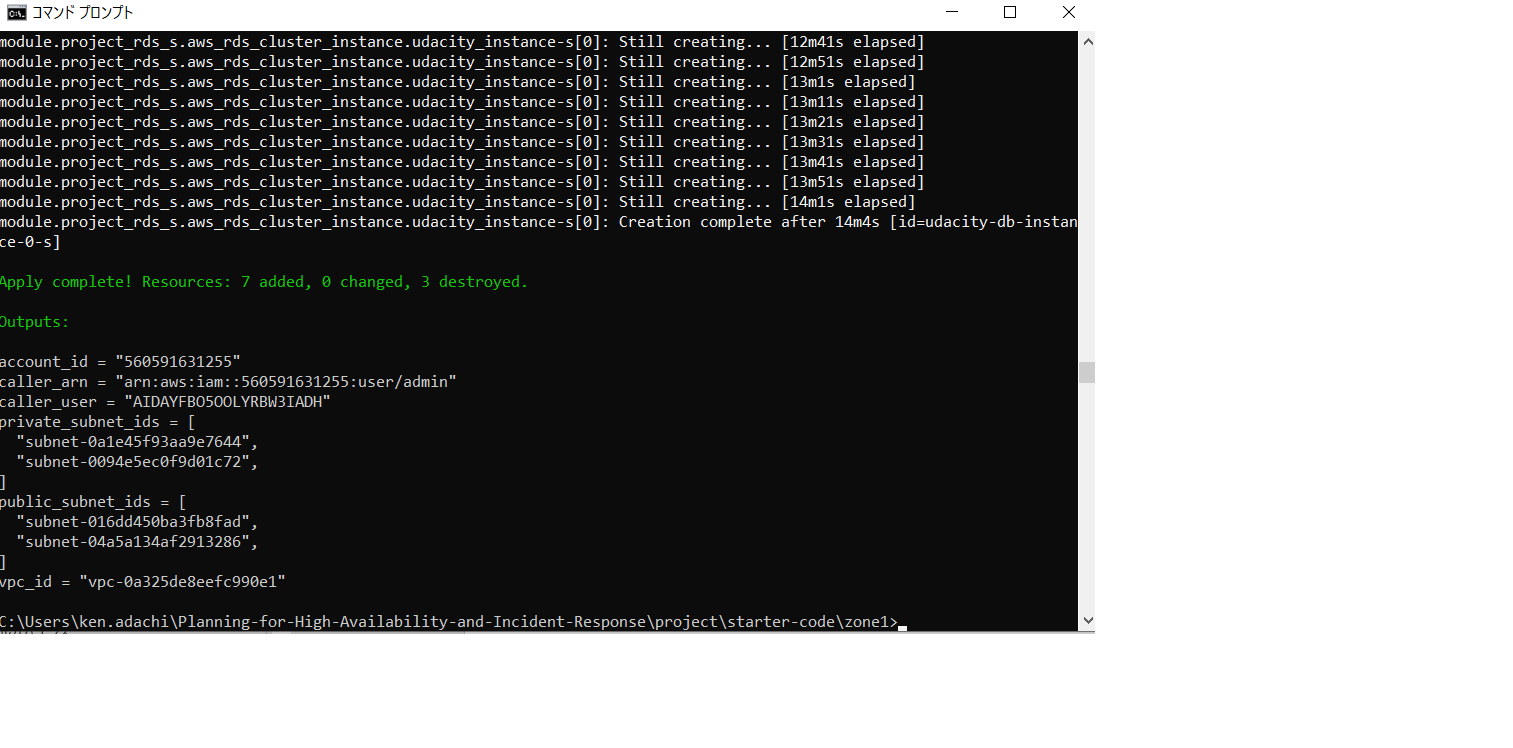 コマンド プロンプト
module.project_rds_s.aws_rds_cluster_instance.udacity_instance-s[0]: Still creating... [12m41s elapsed]
module.project_rds_s.aws_rds_cluster_instance.udacity_instance-s[0]: Still creating... [12m51s elapsed]
module.project_rds_s.aws_rds_cluster_instance.udacity_instance-s[0]: Still creating... [13m1s elapsed]
module.project_rds_s.aws_rds_cluster_instance.udacity_instance-s[0]: Still creating... [13m11s elapsed]
module.project_rds_s.aws_rds_cluster_instance.udacity_instance-s[0]: Still creating... [13m21s elapsed]
module.project_rds_s.aws_rds_cluster_instance.udacity_instance-s[0]: Still creating... [13m31s elapsed]
module.project_rds_s.aws_rds_cluster_instance.udacity_instance-s[0]: Still creating... [13m41s elapsed]
module.project_rds_s.aws_rds_cluster_instance.udacity_instance-s[0]: Still creating... [13m51s elapsed]
module.project_rds_s.aws_rds_cluster_instance.udacity_instance-s[0]: Still creating... [14m1s elapsed]
module.project_rds_s.aws_rds_cluster_instance.udacity_instance-s[0]: Creation complete after 14m4s [id=udacity-db-instan
ce-0-s]
Apply complete! Resources: 7 added, 0 changed, 3 destroyed.
Outputs:
account_id = "560591631255"
caller_arn = "arn:aws:iam::560591631255:user/admin"
caller_user = "AIDAYFBO5OOLYRBW3IADH"
private_subnet_ids = [
  "subnet-0a1e45f93aa9e7644",
  "subnet-0094e5ec0f9d01c72",
]
public_subnet_ids = [
  "subnet-016dd450ba3fb8fad",
  "subnet-04a5a134af2913286",
]
vpc_id = "vpc-0a325de8eefc990e1"
C:\Users\ken.adachi\Planning-for-High-Availability-and-Incident-Response\project\starter-code\zone1>